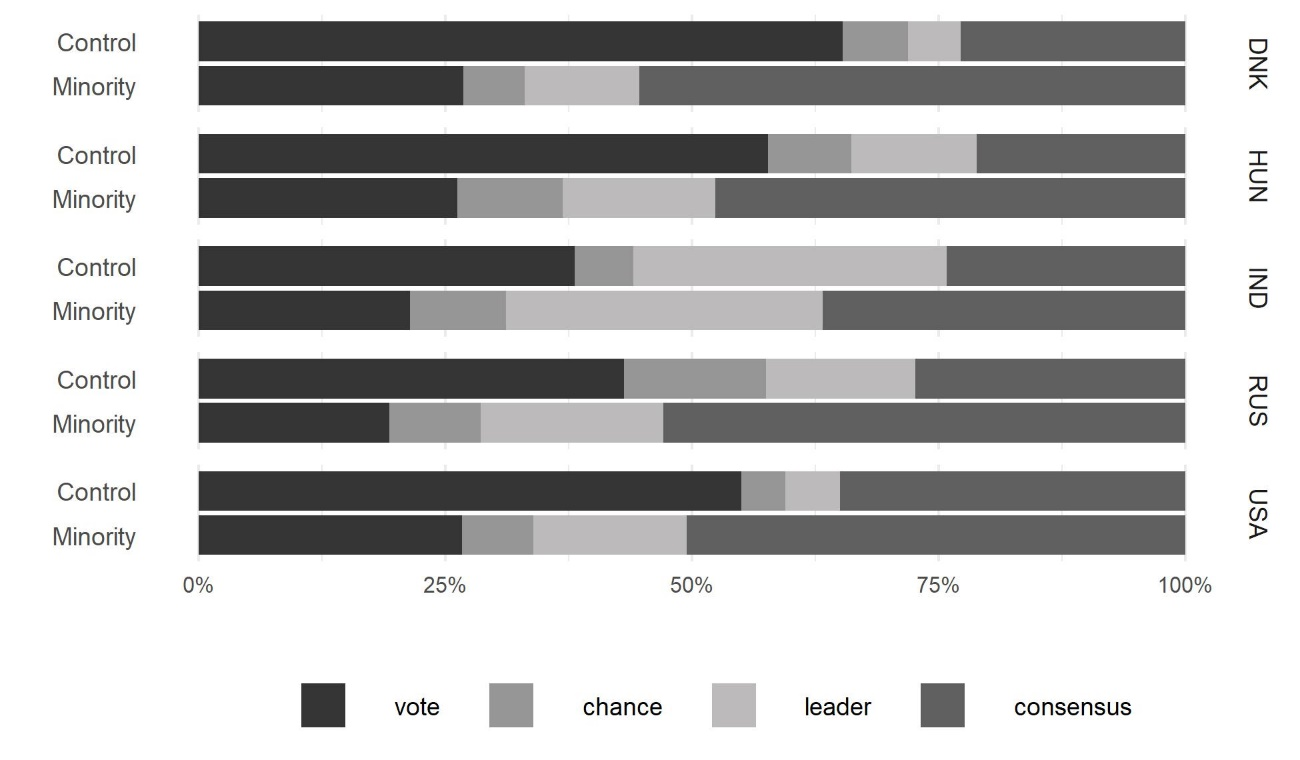 Control
Minority
DNK
Control
Minority
HUN
Control
Minority
IND
Control
Minority
RUS
Control
Minority
USA
0% 25% 50% 75% 100%
vote chance leader consensus